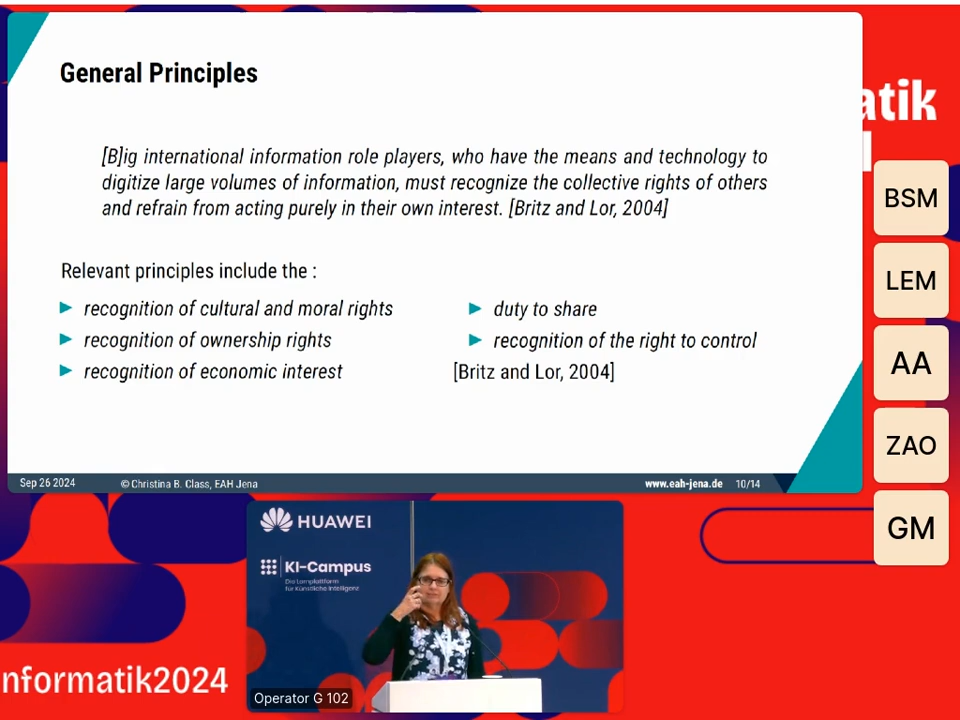 General Principles
[B]ig international information role players, who have the means and technology to
digitize large volumes of information, must recognize the collective rights of others
and refrain from acting purely in their own interest. [Britz and Lor, 2004]
Relevant principles include the :
recognition of cultural and moral rights
recognition of ownership rights
recognition of economic interest
duty to share
recognition of the right to control
[Britz and Lor, 2004]
Sep 26 2024 © Christina B. Class, EAH Jena www.eah-jena.de 10/14
atik
BSM
LEM
AA
ZAO
GM
HUAWEI
KI-Campus
Die Lernplattform
für Künstliche Intelligenz
Operator G 102
nformatik2024